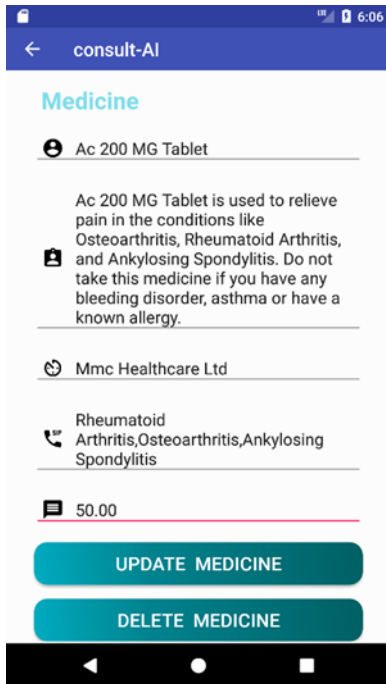 LTE 6:06
consult-AI
Medicine
Ac 200 MG Tablet
Ac 200 MG Tablet is used to relieve
pain in the conditions like
Osteoarthritis, Rheumatoid Arthritis,
and Ankylosing Spondylitis. Do not
take this medicine if you have any
bleeding disorder, asthma or have a
known allergy.
Mmc Healthcare Ltd
SIP
Rheumatoid
Arthritis,Osteoarthritis,Ankylosing
Spondylitis
50.00
UPDATE MEDICINE
DELETE MEDICINE